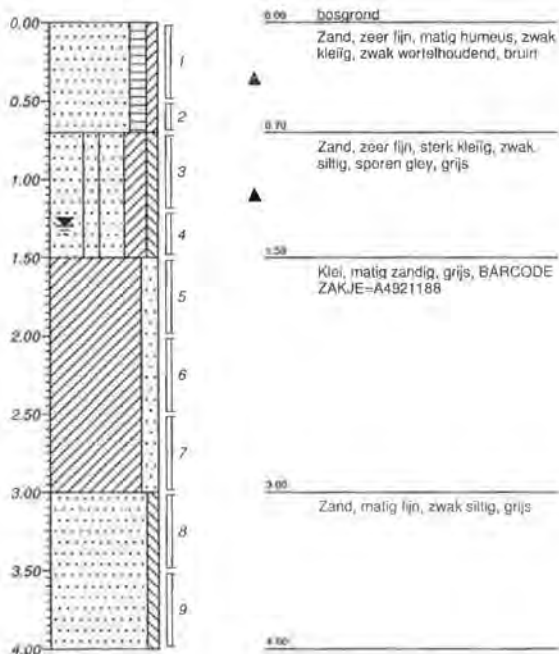 0.00
0.50
1.00
1.50
2.00
2.50
3.00
3.50
4.00
1
2
3
4
5
6
7
8
9
0.00
bosgrond
Zand, zeer fijn, matig humeus, zwak
kleiïg, zwak wortelhoudend, bruin
0.70
Zand, zeer fijn, sterk kleiïg, zwak
siltig, sporen gley, grijs
1.50
Klei, matig zandig, grijs, BARCODE
ZAKJE=A4921188
3.00
Zand, matig fijn, zwak siltig, grijs
4.00